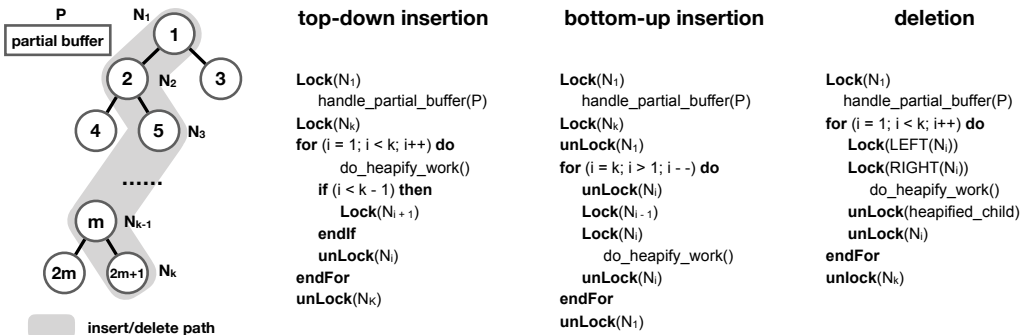 P
partial buffer
N₁
1
2
N₂
3
4
5
N₃
......
m
Nₖ₋₁
2m
2m+1
Nₖ
insert/delete path
top-down insertion
Lock(N₁)
handle_partial_buffer(P)
Lock(Nₖ)
for (i = 1; i < k; i++) do
do_heapify_work()
if (i < k - 1) then
Lock(Nᵢ ₊ ₁)
endIf
unLock(Nᵢ)
endFor
unLock(N_K)
bottom-up insertion
Lock(N₁)
handle_partial_buffer(P)
Lock(Nₖ)
unLock(N₁)
for (i = k; i > 1; i - -) do
unLock(Nᵢ)
Lock(Nᵢ ₋ ₁)
Lock(Nᵢ)
do_heapify_work()
unLock(Nᵢ)
endFor
unLock(N₁)
deletion
Lock(N₁)
handle_partial_buffer(P)
for (i = 1; i < k; i++) do
Lock(LEFT(Nᵢ))
Lock(RIGHT(Nᵢ))
do_heapify_work()
unLock(heapified_child)
unLock(Nᵢ)
endFor
unlock(Nₖ)